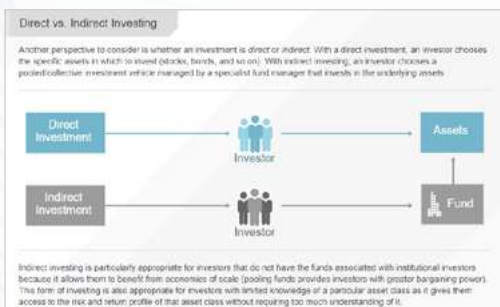 Direct vs. Indirect Investing
Another perspective to consider is whether an investment is direct or indirect. With a direct investment, an investor chooses
the specific assets in which to invest (stocks, bonds, and so on). With indirect investing, an investor chooses a
pooled/collective investment vehicle managed by a specialist fund manager that invests in the underlying assets.
Direct
Investment
Investor
Assets
Indirect
Investment
Investor
Fund
Indirect investing is particularly appropriate for investors that do not have the funds associated with institutional investors
because it allows them to benefit from economies of scale (pooling funds provides investors with greater bargaining power).
This form of investing is also appropriate for investors with limited knowledge of a particular asset class as it gives them
access to the risk and return profile of that asset class without requiring too much understanding of it.